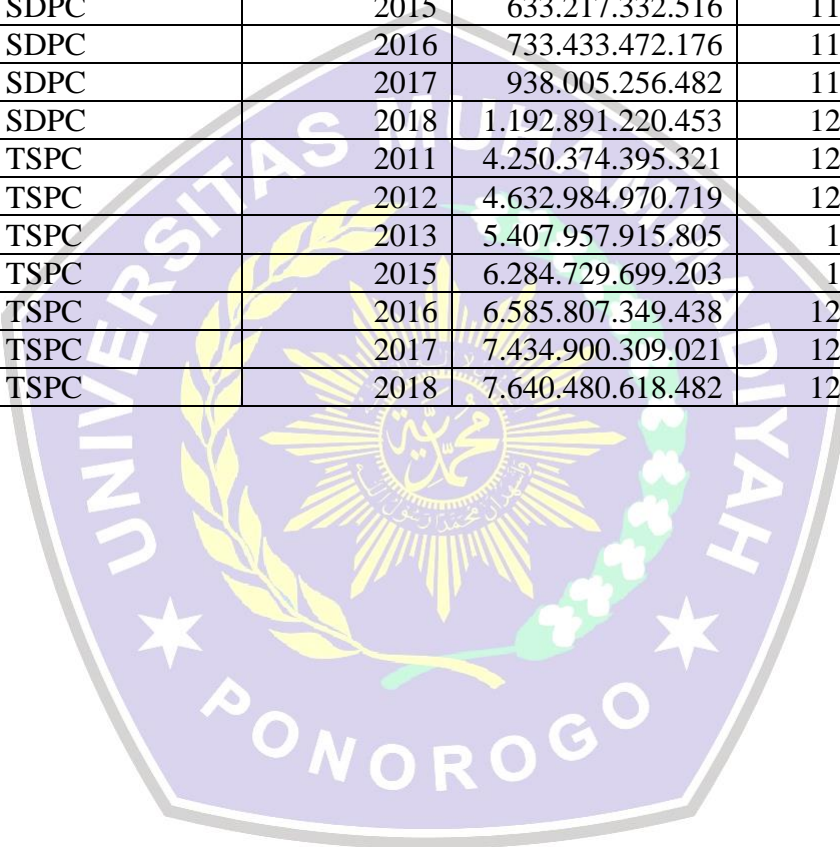 SDPC 2015 633.217.332.516 11
SDPC 2016 733.433.472.176 11
SDPC 2017 938.005.256.482 11
SDPC 2018 1.192.891.220.453 12
TSPC 2011 4.250.374.395.321 12
TSPC 2012 4.632.984.970.719 12
TSPC 2013 5.407.957.915.805 1
TSPC 2015 6.284.729.699.203 1
TSPC 2016 6.585.807.349.438 12
TSPC 2017 7.434.900.309.021 12
TSPC 2018 7.640.480.618.482 12
UNIVERSITAS MUHAMMADIYAH
PONOROGO